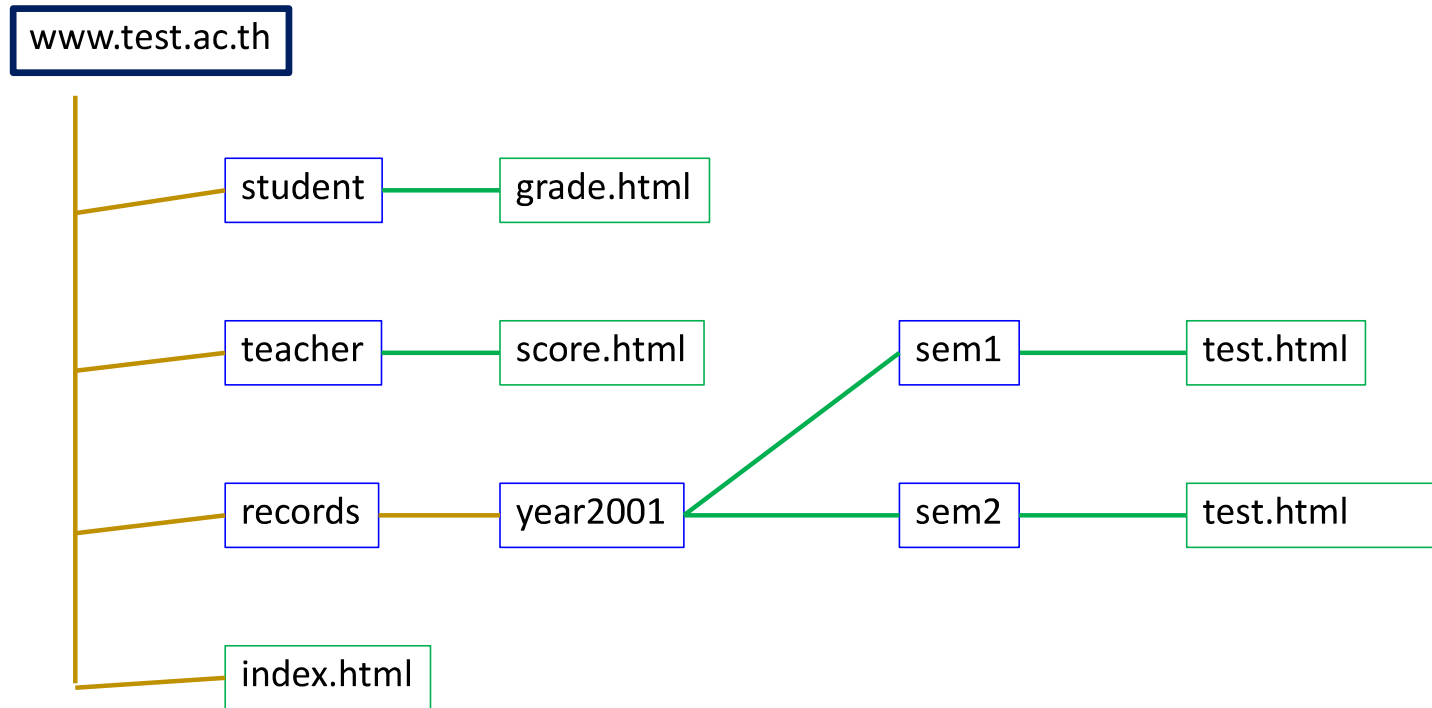 www.test.ac.th
student grade.html
teacher score.html sem1 test.html
records year2001 sem2 test.html
index.html